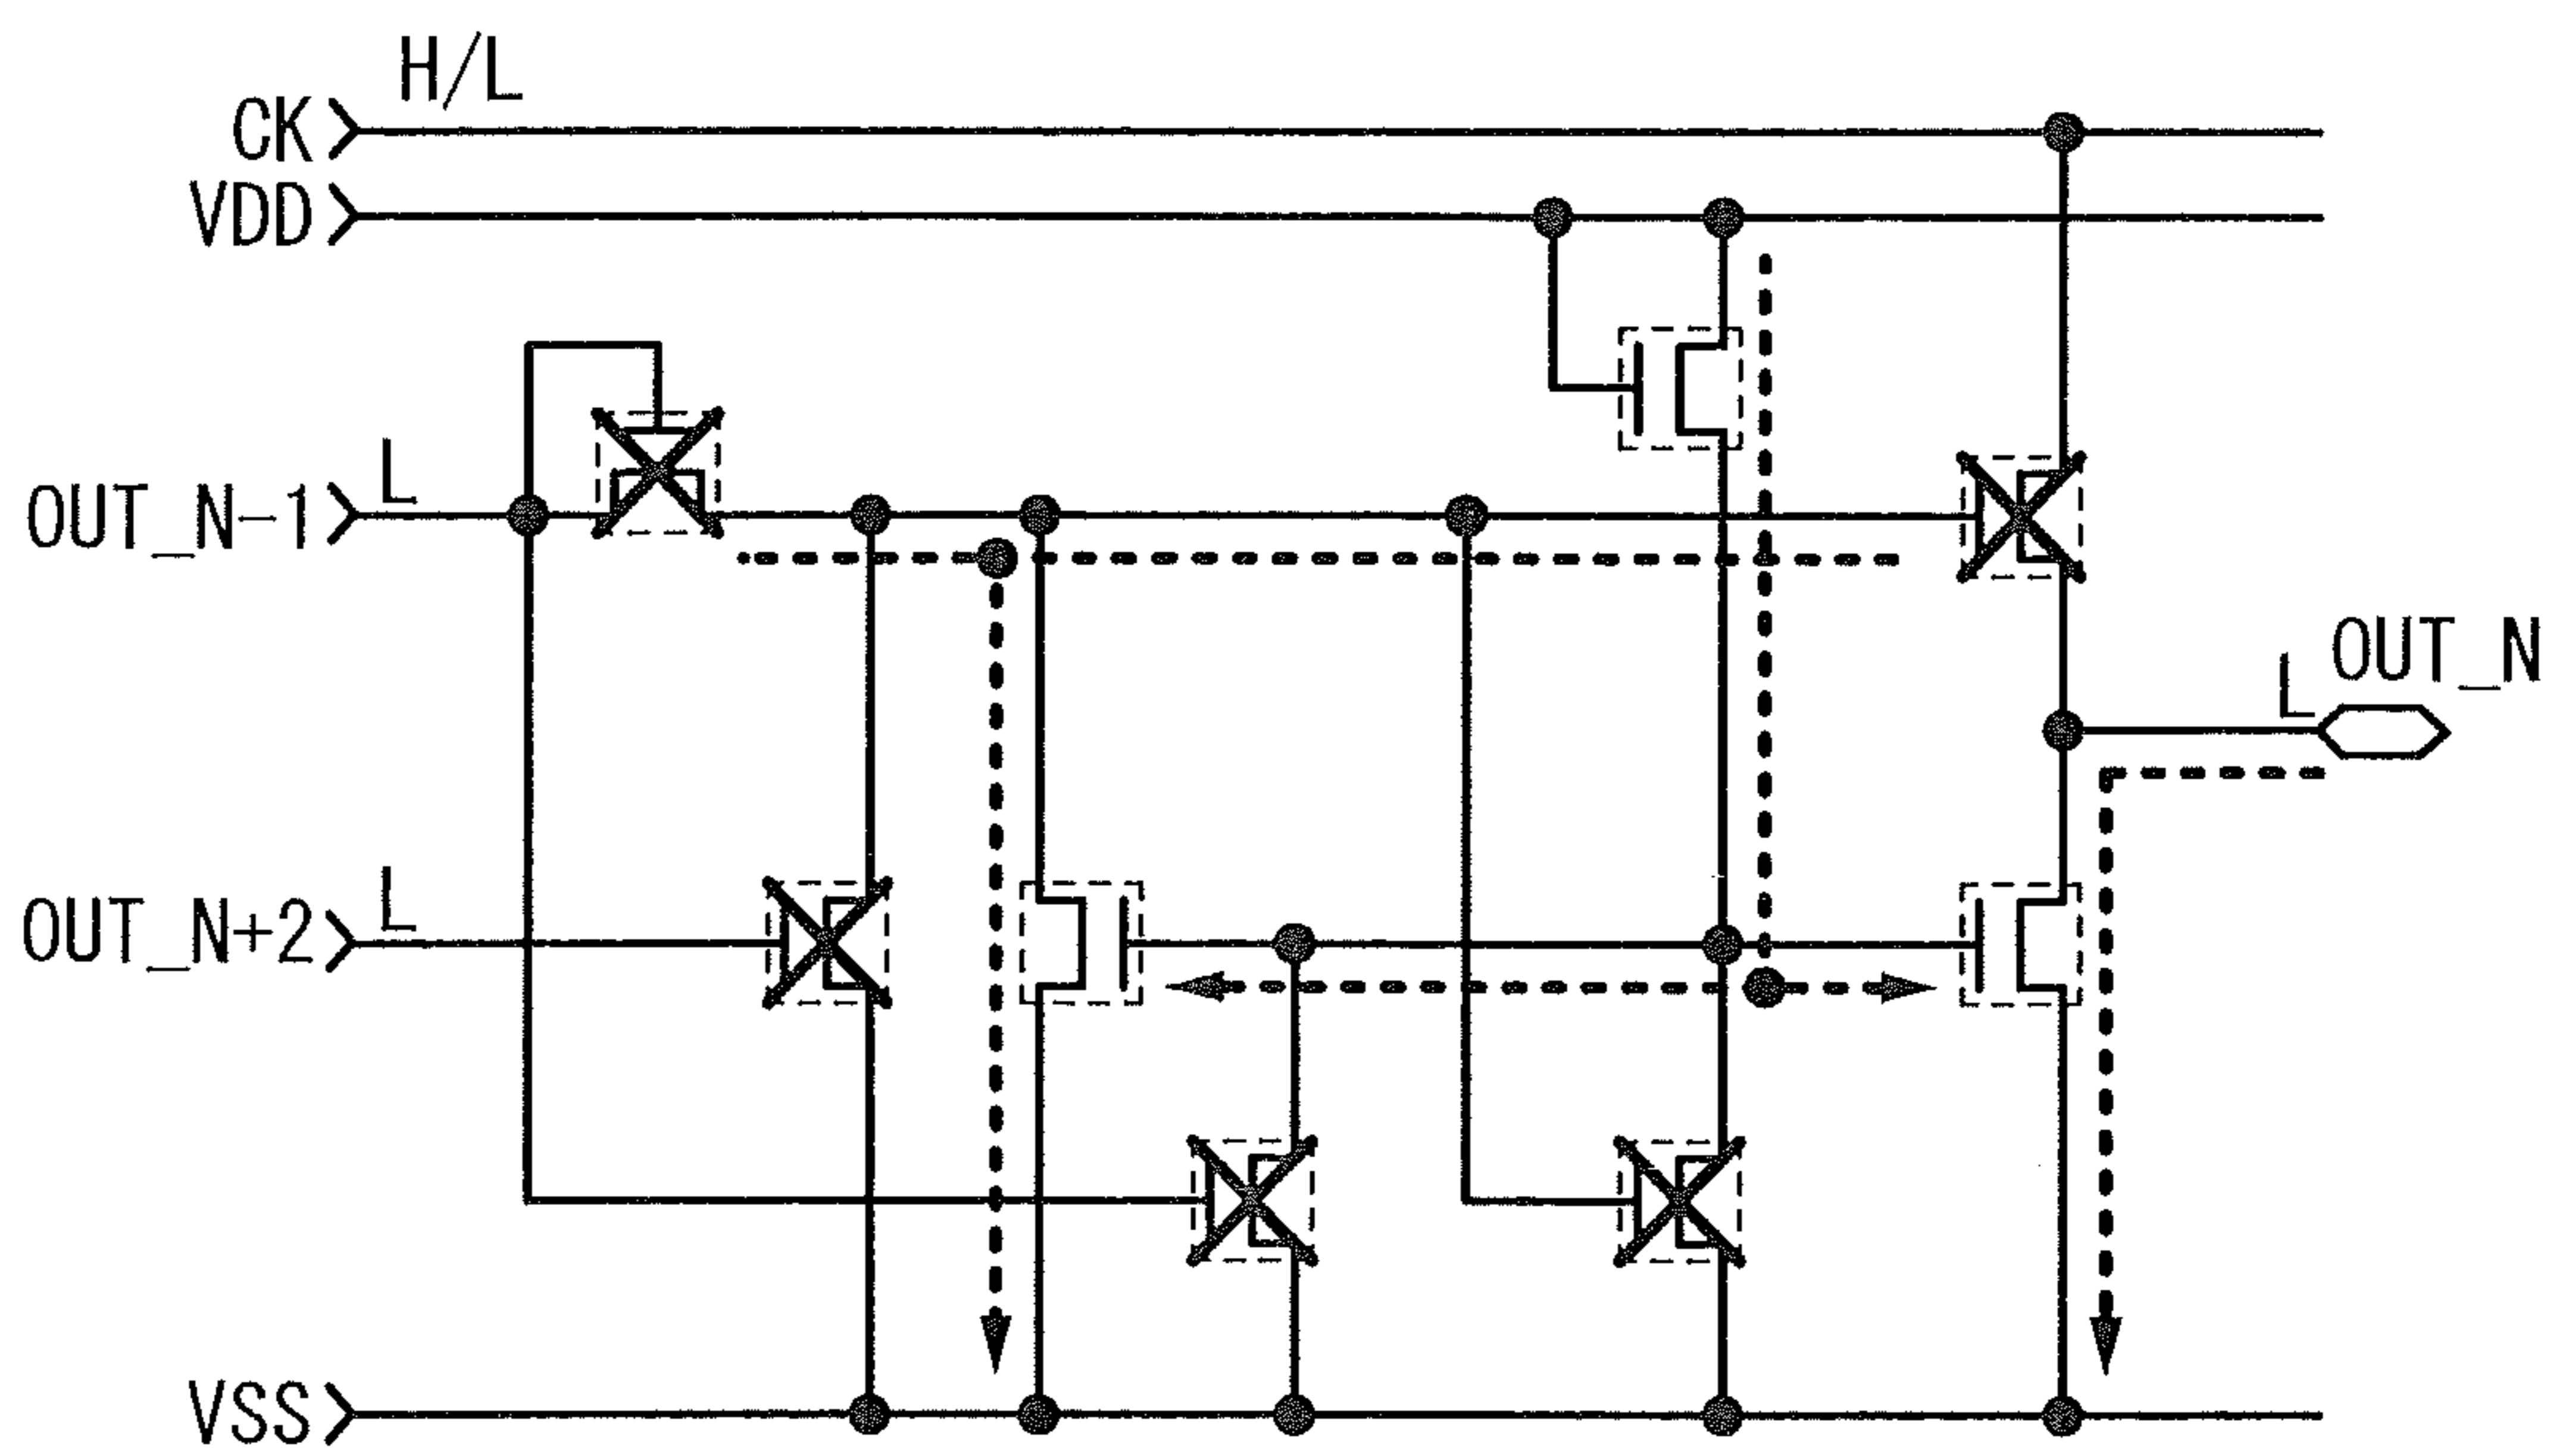 H/L
CK
VDD
L
OUT_N-1
OUT_N
L
L
OUT_N+2
VSS